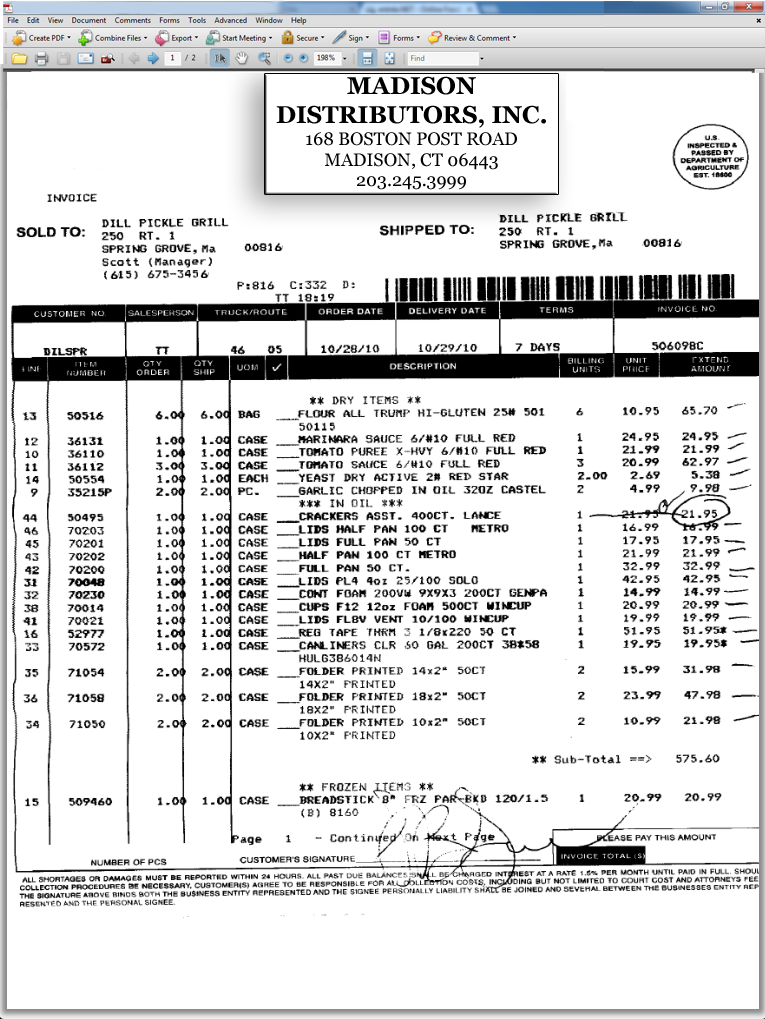 File Edit View Document Comments Forms Tools Advanced Window Help
Create PDF Combine Files Export Start Meeting Secure Sign Forms Review & Comment
1 / 2 198% Find
MADISON
DISTRIBUTORS, INC.
168 BOSTON POST ROAD
MADISON, CT 06443
203.245.3999
U.S.
INSPECTED &
PASSED BY
DEPARTMENT OF
AGRICULTURE
EST. 18600
INVOICE
SOLD TO: DILL PICKLE GRILL
250 RT. 1
SPRING GROVE, Ma 00816
Scott (Manager)
(615) 675-3456
SHIPPED TO: DILL PICKLE GRILL
250 RT. 1
SPRING GROVE, Ma 00816
P:816 C:332 D:
TT 18:19
CUSTOMER NO. SALESPERSON TRUCK/ROUTE ORDER DATE DELIVERY DATE TERMS INVOICE NO.
DILSPR TT 46 05 10/28/10 10/29/10 7 DAYS 506098C
LINE ITEM NUMBER QTY ORDER QTY SHIP UOM ✓ DESCRIPTION BILLING UNITS UNIT PRICE EXTEND AMOUNT
** DRY ITEMS **
13 50516 6.00 6.00 BAG FLOUR ALL TRUMP HI-GLUTEN 25# 501 6 10.95 65.70
50115
12 36131 1.00 1.00 CASE MARINARA SAUCE 6/#10 FULL RED 1 24.95 24.95
10 36110 1.00 1.00 CASE TOMATO PUREE X-HVY 6/#10 FULL RED 1 21.99 21.99
11 36112 3.00 3.00 CASE TOMATO SAUCE 6/#10 FULL RED 3 20.99 62.97
14 50554 1.00 1.00 EACH YEAST DRY ACTIVE 2# RED STAR 2.00 2.69 5.38
9 35215P 2.00 2.00 PC. GARLIC CHOPPED IN OIL 32OZ CASTEL 2 4.99 9.98
*** IN OIL ***
44 50495 1.00 1.00 CASE CRACKERS ASST. 400CT. LANCE 1 21.95 21.95
46 70203 1.00 1.00 CASE LIDS HALF PAN 100 CT METRO 1 16.99 16.99
45 70201 1.00 1.00 CASE LIDS FULL PAN 50 CT 1 17.95 17.95
43 70202 1.00 1.00 CASE HALF PAN 100 CT METRO 1 21.99 21.99
42 70200 1.00 1.00 CASE FULL PAN 50 CT. 1 32.99 32.99
31 70048 1.00 1.00 CASE LIDS PL4 4oz 25/100 SOLO 1 42.95 42.95
32 70230 1.00 1.00 CASE CONT FOAM 200VW 9X9X3 200CT GENPA 1 14.99 14.99
38 70014 1.00 1.00 CASE CUPS F12 12oz FOAM 500CT WINCUP 1 20.99 20.99
41 70021 1.00 1.00 CASE LIDS FLBV VENT 10/100 WINCUP 1 19.99 19.99
16 52977 1.00 1.00 CASE REG TAPE THRM 3 1/8x220 50 CT 1 51.95 51.95*
33 70572 1.00 1.00 CASE CANLINERS CLR 60 GAL 200CT 38*58 1 19.95 19.95*
HULG386014N
35 71054 2.00 2.00 CASE FOLDER PRINTED 14x2" 50CT 2 15.99 31.98
14X2" PRINTED
36 71058 2.00 2.00 CASE FOLDER PRINTED 18x2" 50CT 2 23.99 47.98
18X2" PRINTED
34 71050 2.00 2.00 CASE FOLDER PRINTED 10x2" 50CT 2 10.99 21.98
10X2" PRINTED
** Sub-Total ==> 575.60
** FROZEN ITEMS **
15 509460 1.00 1.00 CASE BREADSTICK 8" FRZ PAR-BKD 120/1.5 1 20.99 20.99
(B) 8160
Page 1 - Continued On Next Page
PLEASE PAY THIS AMOUNT
NUMBER OF PCS CUSTOMER'S SIGNATURE INVOICE TOTAL (S)
ALL SHORTAGES OR DAMAGES MUST BE REPORTED WITHIN 24 HOURS. ALL PAST DUE BALANCES SHALL BE CHARGED INTEREST AT A RATE 1.5% PER MONTH UNTIL PAID IN FULL. SHOU
COLLECTION PROCEDURES BE NECESSARY, CUSTOMER(S) AGREE TO BE RESPONSIBLE FOR ALL COLLECTION COSTS, INCLUDING BUT NOT LIMITED TO COURT COST AND ATTORNEYS FEE
THE SIGNATURE ABOVE BINDS BOTH THE BUSINESS ENTITY REPRESENTED AND THE SIGNEE PERSONALLY LIABILITY SHALL BE JOINED AND SEVERAL BETWEEN THE BUSINESSES ENTITY REP
RESENTED AND THE PERSONAL SIGNEE.